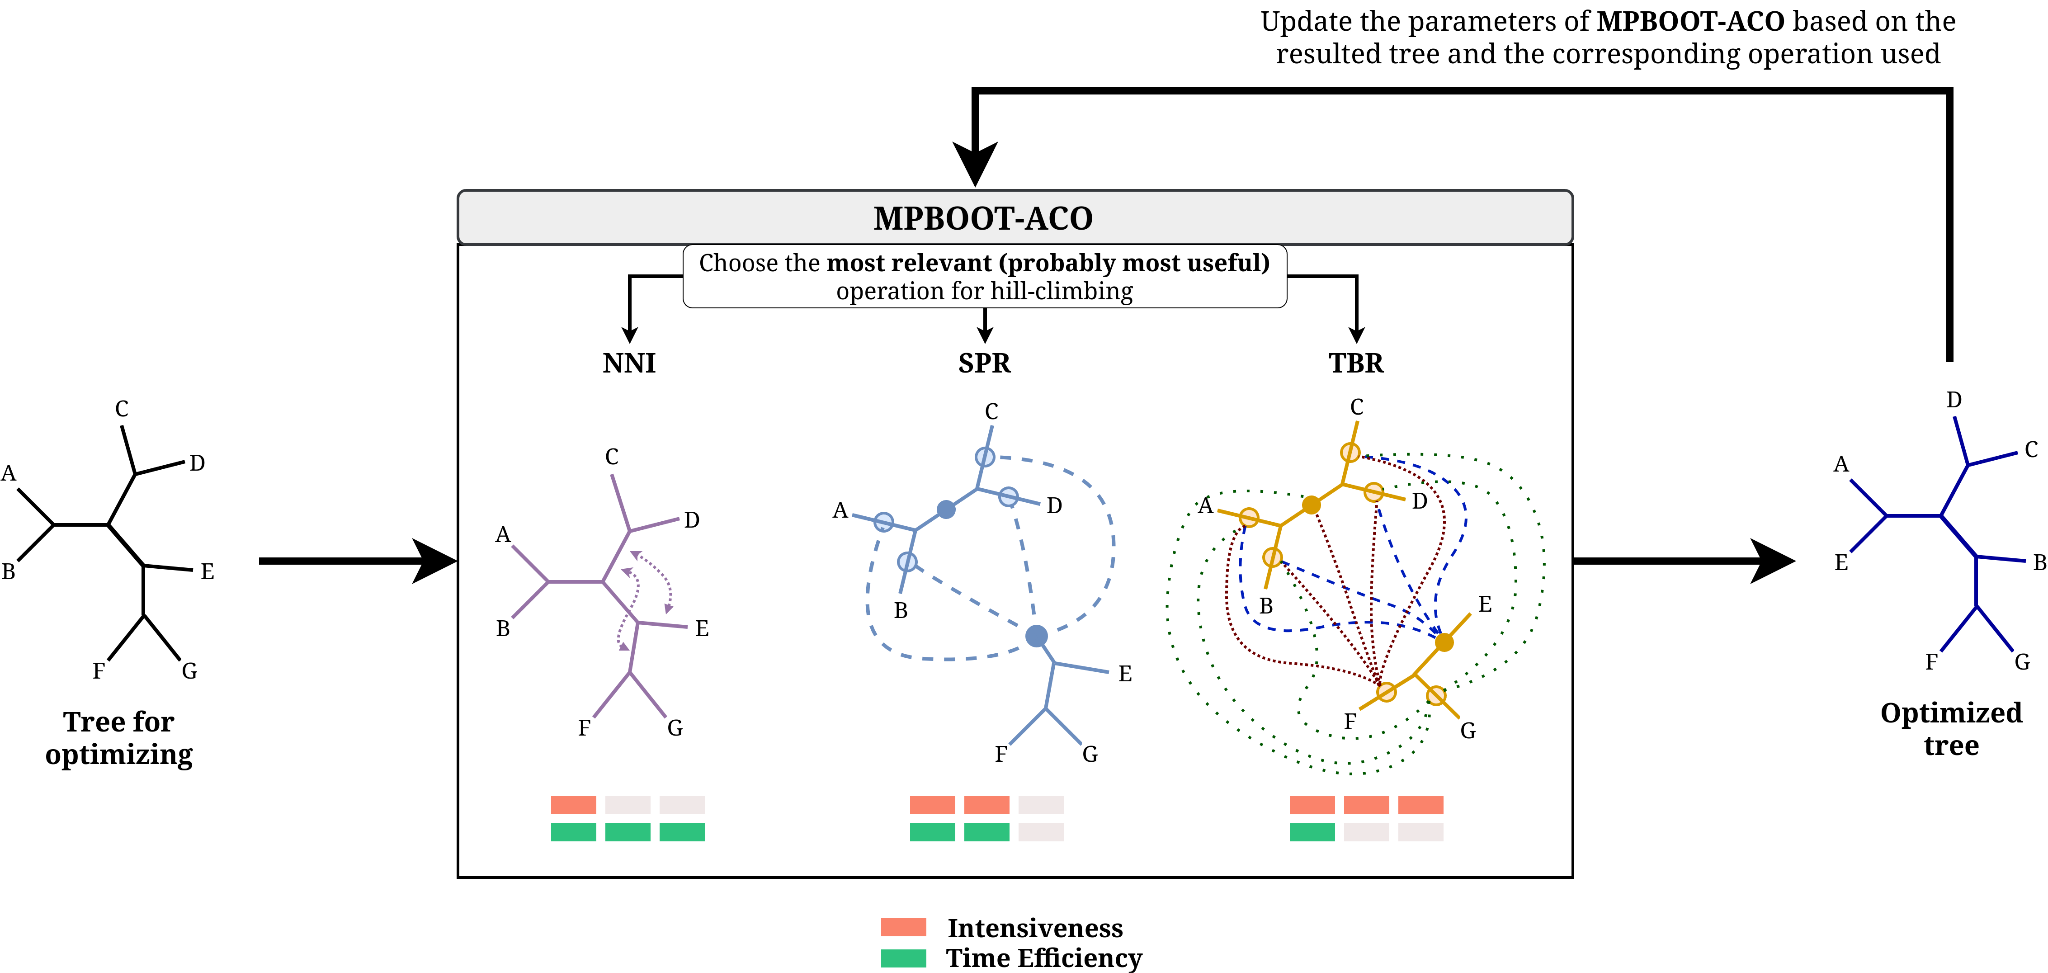 Update the parameters of MPBOOT-ACO based on the
resulted tree and the corresponding operation used
MPBOOT-ACO
Choose the most relevant (probably most useful)
operation for hill-climbing
NNI
SPR
TBR
C
D
A
B
E
F
G
Tree for
optimizing
C
D
A
B
E
F
G
C
A
D
B
E
F
G
C
A
D
B
E
F
G
D
C
A
E
B
F
G
Optimized
tree
Intensiveness
Time Efficiency